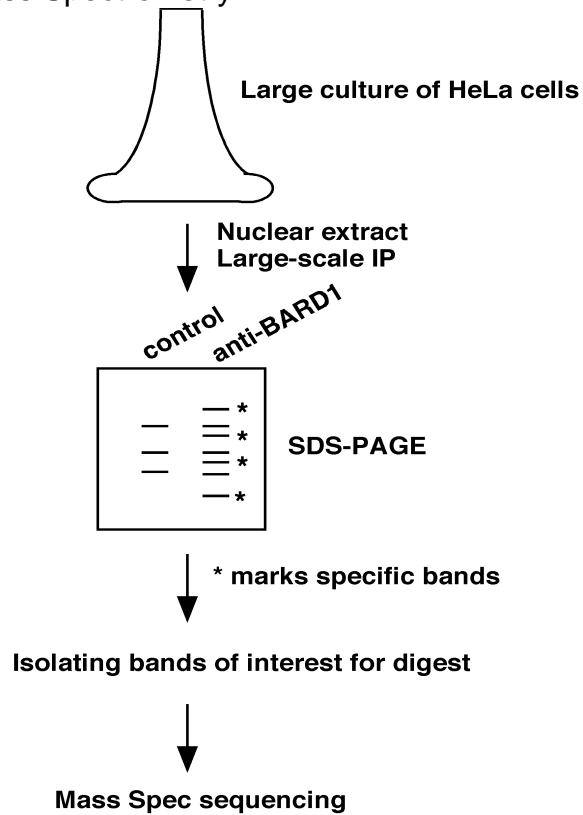 Large culture of HeLa cells
Nuclear extract
Large-scale IP
control
anti-BARD1
*
*
SDS-PAGE
*
*
* marks specific bands
Isolating bands of interest for digest
Mass Spec sequencing